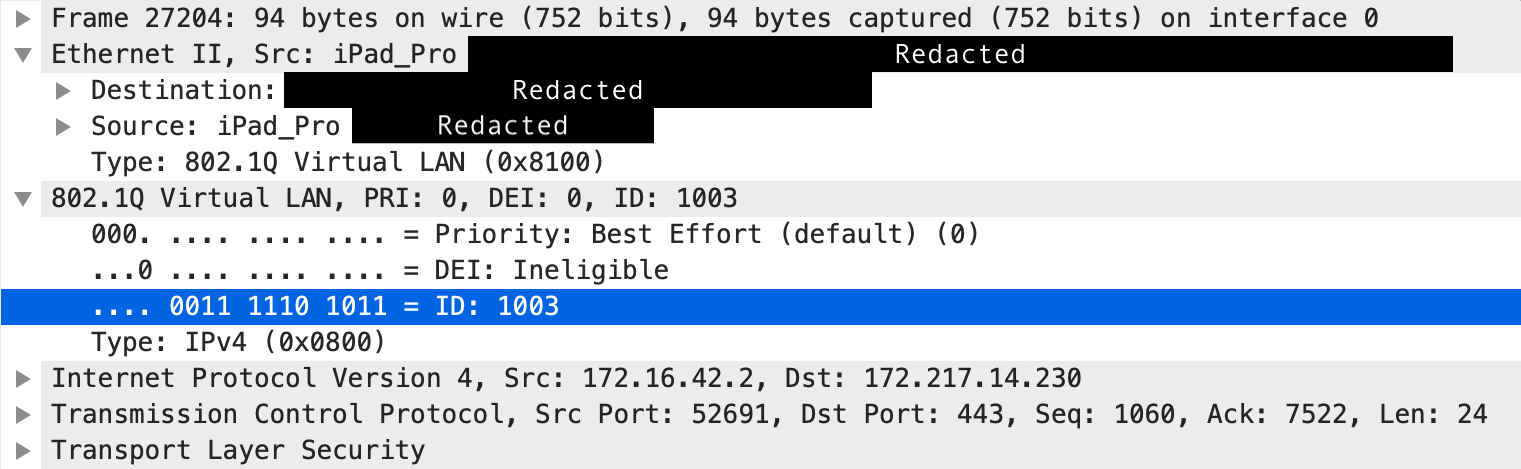 Frame 27204: 94 bytes on wire (752 bits), 94 bytes captured (752 bits) on interface 0
Ethernet II, Src: iPad_Pro Redacted
Destination: Redacted
Source: iPad_Pro Redacted
Type: 802.1Q Virtual LAN (0x8100)
802.1Q Virtual LAN, PRI: 0, DEI: 0, ID: 1003
000. .... .... .... = Priority: Best Effort (default) (0)
...0 .... .... .... = DEI: Ineligible
.... 0011 1110 1011 = ID: 1003
Type: IPv4 (0x0800)
Internet Protocol Version 4, Src: 172.16.42.2, Dst: 172.217.14.230
Transmission Control Protocol, Src Port: 52691, Dst Port: 443, Seq: 1060, Ack: 7522, Len: 24
Transport Layer Security